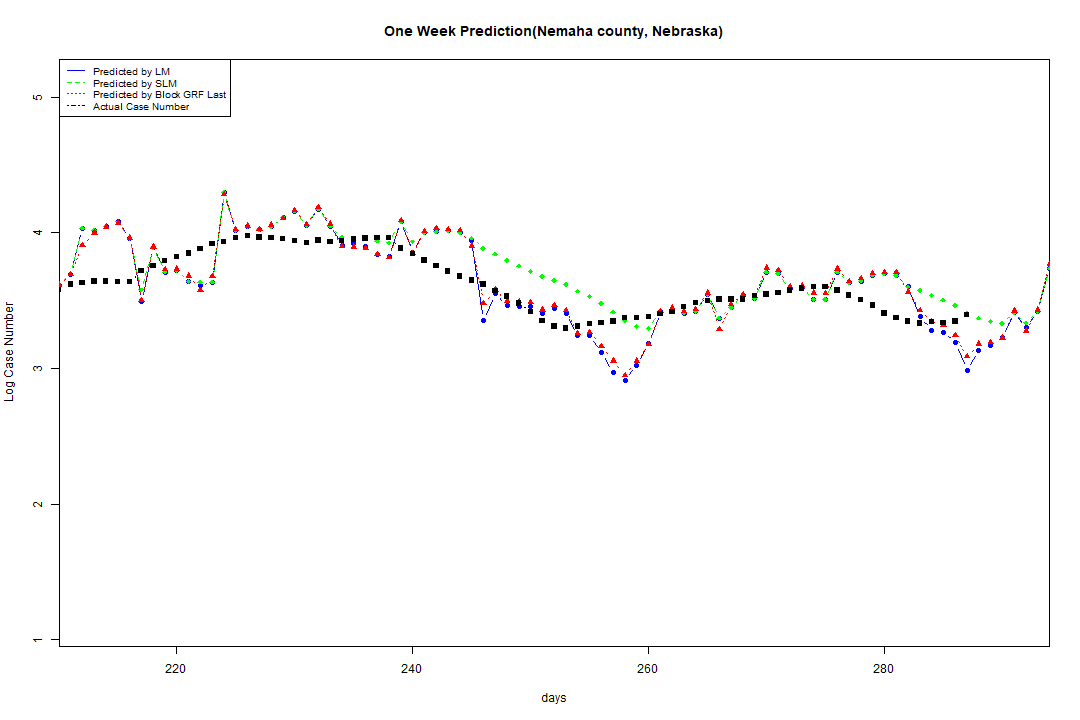 One Week Prediction(Nemaha county, Nebraska)
Predicted by LM
Predicted by SLM
Predicted by Block GRF Last
Actual Case Number
5
4
3
2
1
Log Case Number
220 240 260 280
days